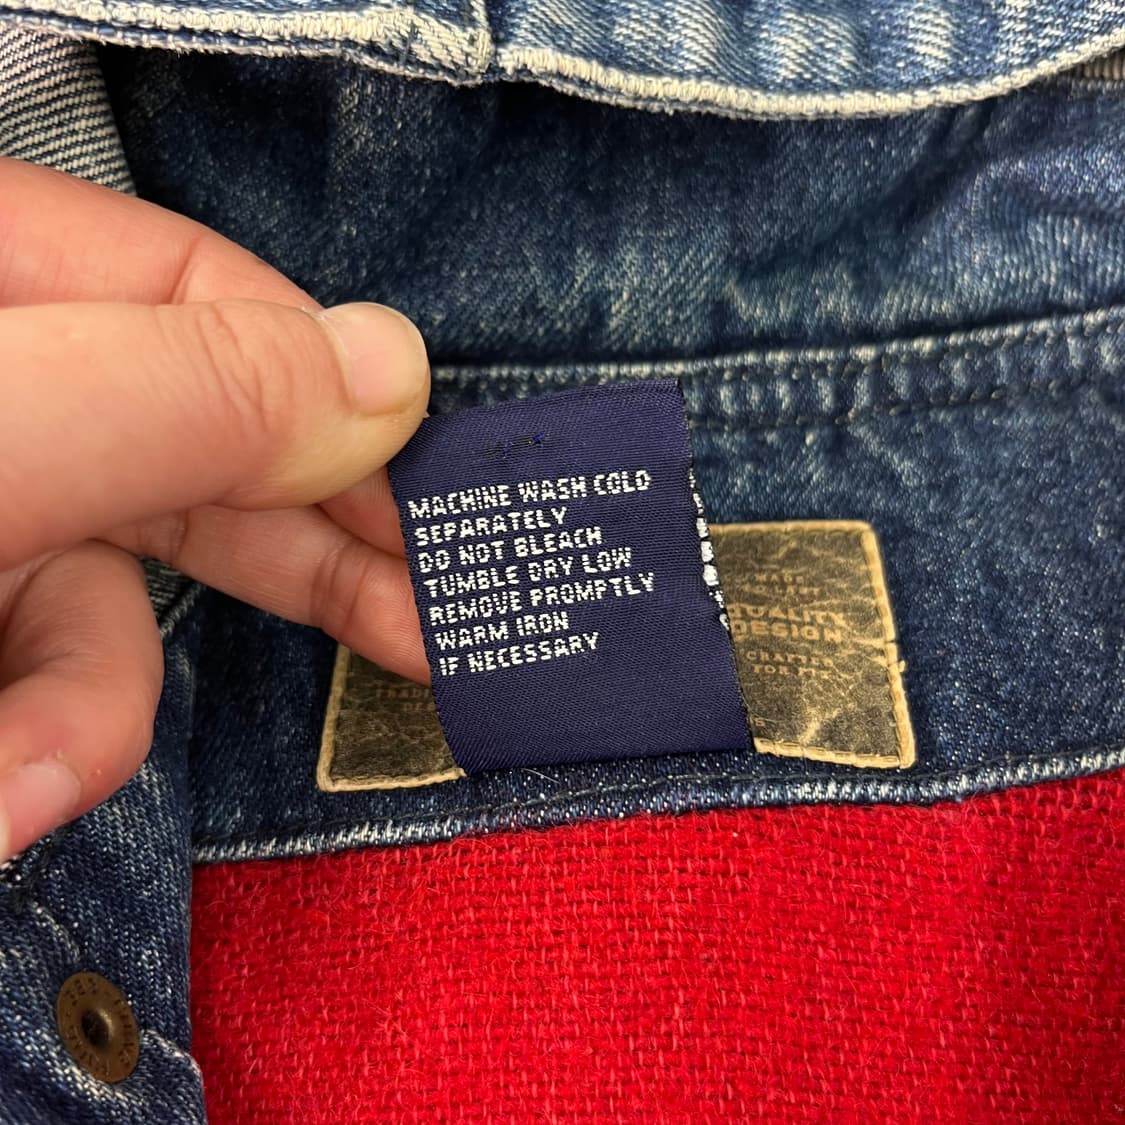 MACHINE WASH COLD
SEPARATELY
DO NOT BLEACH
TUMBLE DRY LOW
REMOVE PROMPTLY
WARM IRON
IF NECESSARY
QUALITY
DESIGN